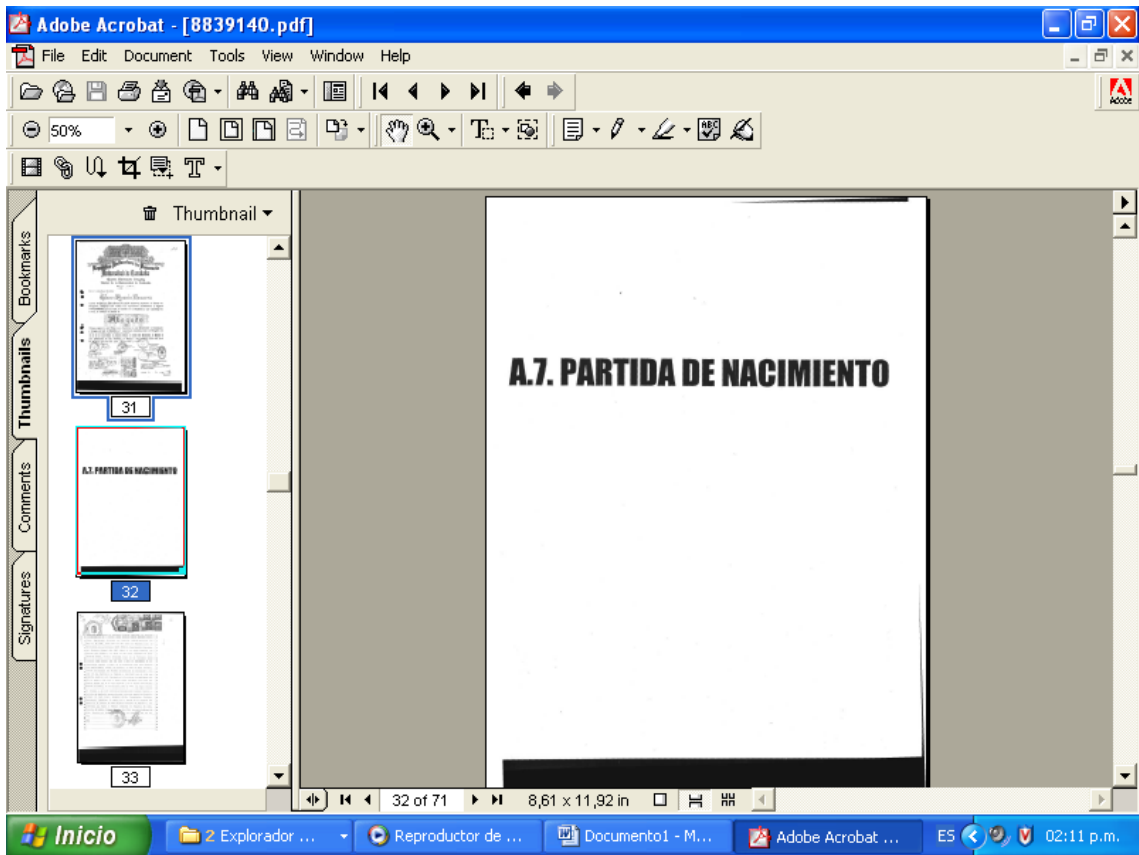 Adobe Acrobat - [8839140.pdf]
File Edit Document Tools View Window Help
Adobe
50%
Bookmarks
Thumbnails
Comments
Signatures
Thumbnail
31
A.7. PARTIDA DE NACIMIENTO
32
33
A.7. PARTIDA DE NACIMIENTO
32 of 71 8,61 x 11,92 in
Inicio 2 Explorador ... Reproductor de ... Documento1 - M... Adobe Acrobat ... ES 02:11 p.m.